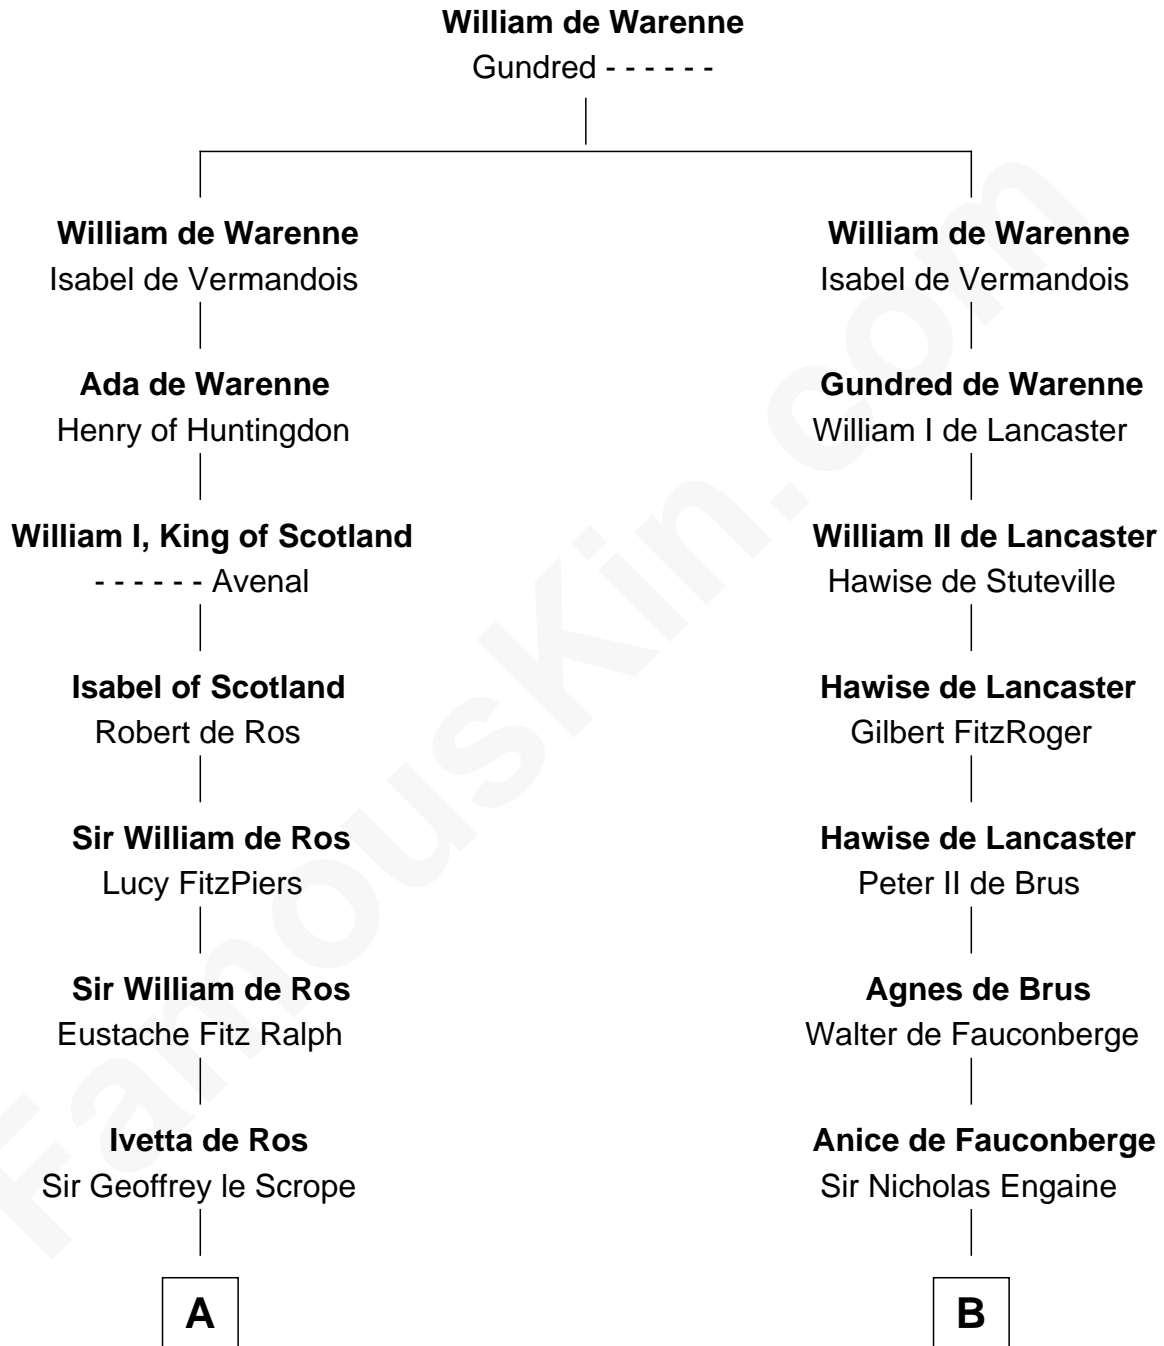 William de Warenne
Gundred - - - - - -
William de Warenne
Isabel de Vermandois
Ada de Warenne
Henry of Huntingdon
William I, King of Scotland
- - - - - - Avenal
Isabel of Scotland
Robert de Ros
Sir William de Ros
Lucy FitzPiers
Sir William de Ros
Eustache Fitz Ralph
Ivetta de Ros
Sir Geoffrey le Scrope
A
William de Warenne
Isabel de Vermandois
Gundred de Warenne
William I de Lancaster
William II de Lancaster
Hawise de Stuteville
Hawise de Lancaster
Gilbert FitzRoger
Hawise de Lancaster
Peter II de Brus
Agnes de Brus
Walter de Fauconberge
Anice de Fauconberge
Sir Nicholas Engaine
B
FamousKin.com